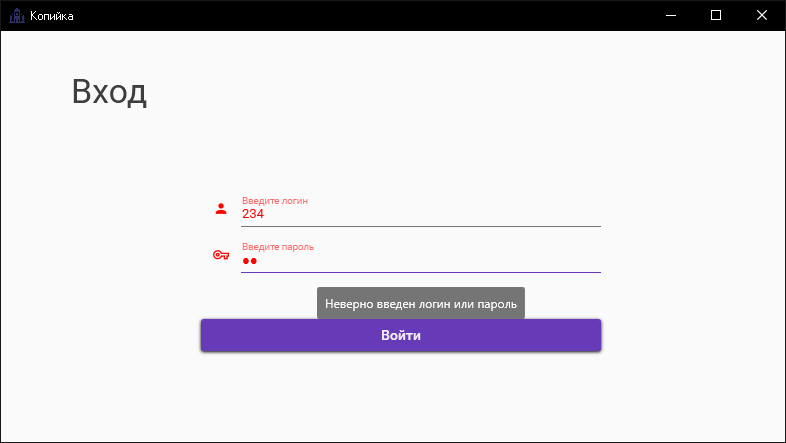 Копийка
Вход
Введите логин
234
Введите пароль
●●
Неверно введен логин или пароль
Войти